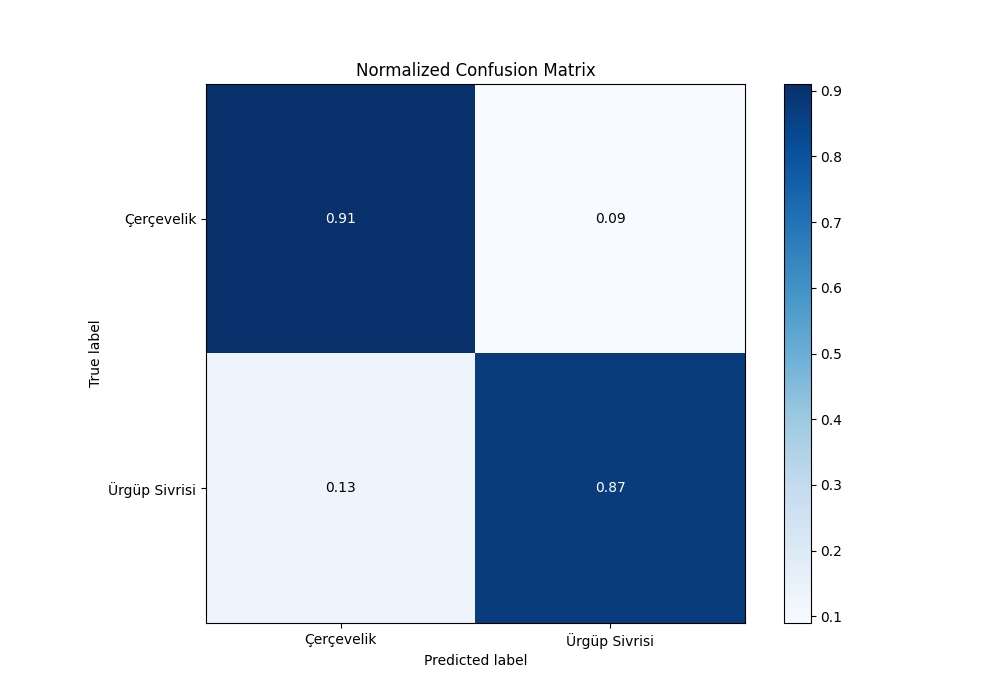 Normalized Confusion Matrix
True label
Çerçevelik
Ürgüp Sivrisi
0.91
0.09
0.13
0.87
Çerçevelik
Ürgüp Sivrisi
Predicted label
0.9
0.8
0.7
0.6
0.5
0.4
0.3
0.2
0.1